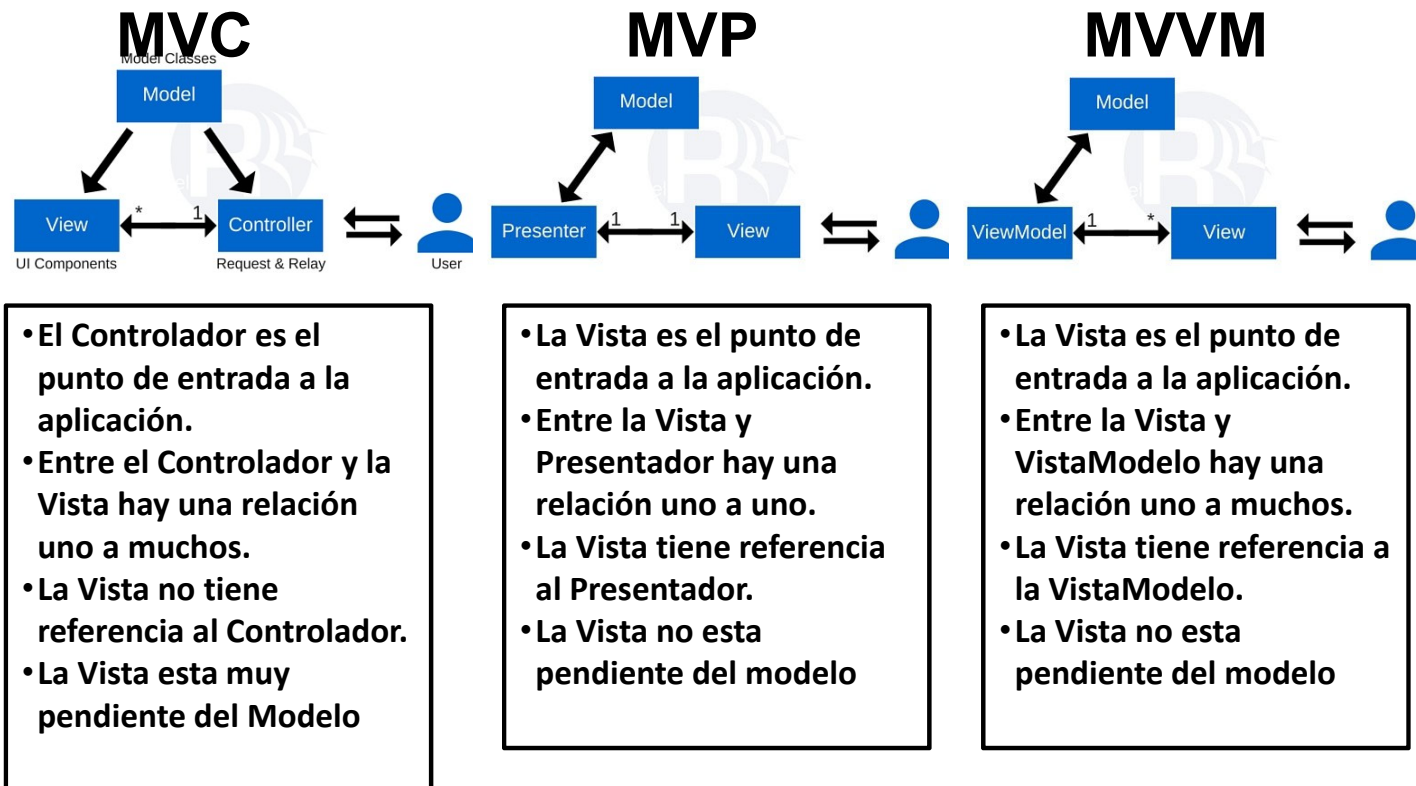 MVC
Model Classes
Model
View
*
1
Controller
UI Components
Request & Relay
User
MVP
Model
Presenter
1
1
View
MVVM
Model
ViewModel
1
*
View
•El Controlador es el
punto de entrada a la
aplicación.
•Entre el Controlador y la
Vista hay una relación
uno a muchos.
•La Vista no tiene
referencia al Controlador.
•La Vista esta muy
pendiente del Modelo
•La Vista es el punto de
entrada a la aplicación.
•Entre la Vista y
Presentador hay una
relación uno a uno.
•La Vista tiene referencia
al Presentador.
•La Vista no esta
pendiente del modelo
•La Vista es el punto de
entrada a la aplicación.
•Entre la Vista y
VistaModelo hay una
relación uno a muchos.
•La Vista tiene referencia a
la VistaModelo.
•La Vista no esta
pendiente del modelo